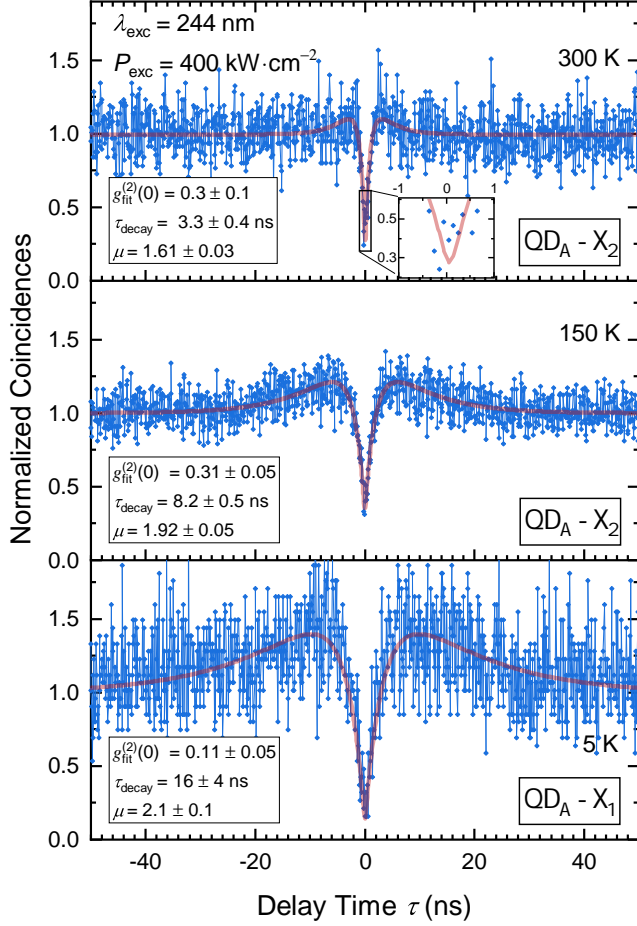 λexc = 244 nm
Pexc = 400 kW·cm−2
300 K
g(2)fit(0) = 0.3 ± 0.1
τdecay = 3.3 ± 0.4 ns
μ = 1.61 ± 0.03
-1 0 1
0.5
0.3
QDA - X2
1.5
1.0
0.5
0.0
150 K
g(2)fit(0) = 0.31 ± 0.05
τdecay = 8.2 ± 0.5 ns
μ = 1.92 ± 0.05
QDA - X2
1.5
1.0
0.5
0.0
5 K
g(2)fit(0) = 0.11 ± 0.05
τdecay = 16 ± 4 ns
μ = 2.1 ± 0.1
QDA - X1
1.5
1.0
0.5
0.0
Normalized Coincidences
-40 -20 0 20 40
-1 0 1
Delay Time τ (ns)